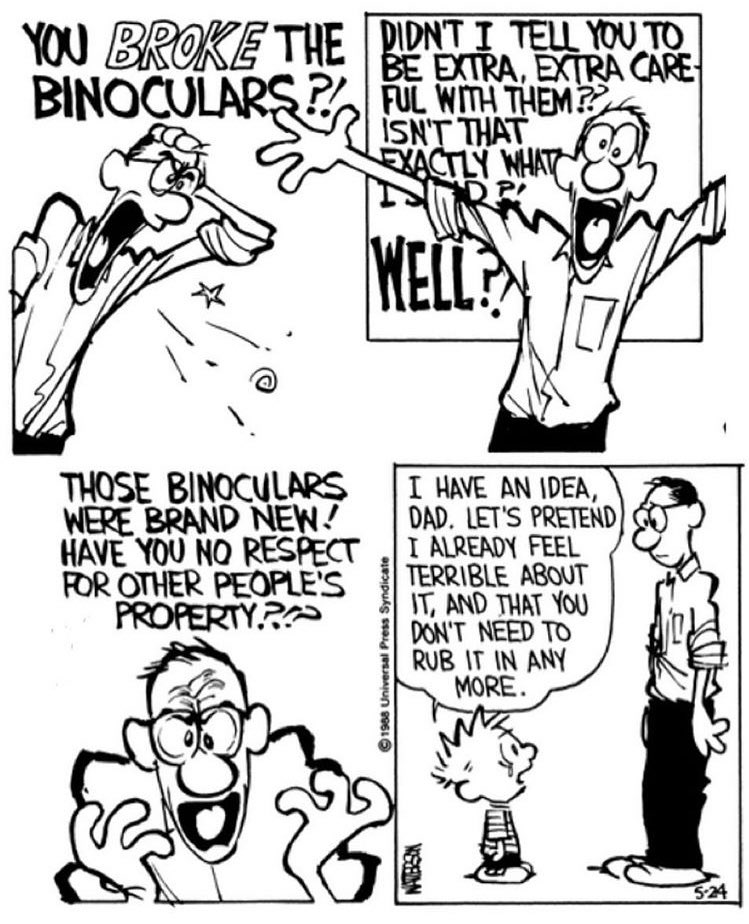 YOU BROKE THE
BINOCULARS?!
DIDN'T I TELL YOU TO
BE EXTRA, EXTRA CARE-
FUL WITH THEM??
ISN'T THAT
EXACTLY WHAT
I SAID?!
WELL?
THOSE BINOCULARS
WERE BRAND NEW!
HAVE YOU NO RESPECT
FOR OTHER PEOPLE'S
PROPERTY??
I HAVE AN IDEA,
DAD. LET'S PRETEND
I ALREADY FEEL
TERRIBLE ABOUT
IT, AND THAT YOU
DON'T NEED TO
RUB IT IN ANY
MORE.
©1988 Universal Press Syndicate
WATTERSON
5-24